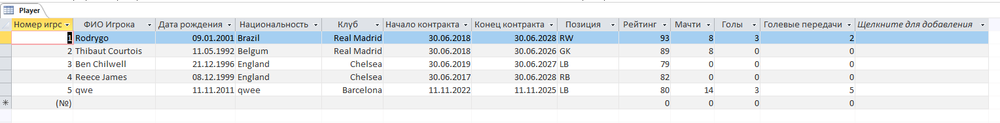 Player
Номер игрс ФИО Игрока Дата рождения Национальность Клуб Начало контракта Конец контракта Позиция Рейтинг Мачти Голы Голевые передачи Щелкните для добавления
1 Rodrygo 09.01.2001 Brazil Real Madrid 30.06.2018 30.06.2028 RW 93 8 3 2
2 Thibaut Courtois 11.05.1992 Belgum Real Madrid 30.06.2018 30.06.2026 GK 89 8 0 0
3 Ben Chilwell 21.12.1996 England Chelsea 30.06.2019 30.06.2027 LB 79 0 0 0
4 Reece James 08.12.1999 England Chelsea 30.06.2017 30.06.2028 RB 82 0 0 0
5 qwe 11.11.2011 qwee Barcelona 11.11.2022 11.11.2025 LB 80 14 3 5
(№) 0 0 0 0